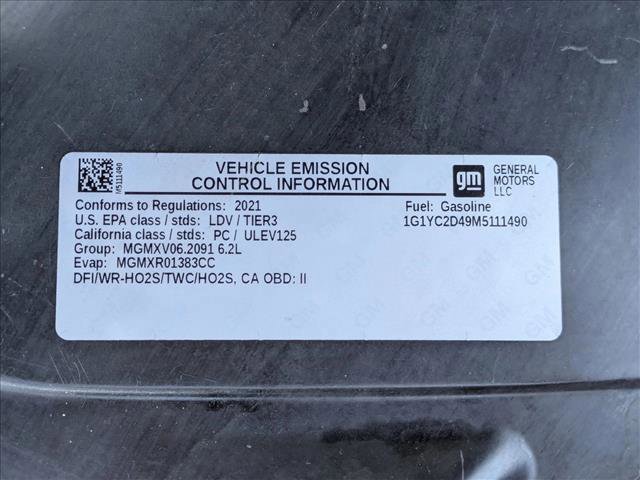 M5111490
VEHICLE EMISSION
CONTROL INFORMATION
gm
GENERAL
MOTORS
LLC
Conforms to Regulations: 2021
Fuel: Gasoline
U.S. EPA class / stds: LDV / TIER3
1G1YC2D49M5111490
California class / stds: PC / ULEV125
Group: MGMXV06.2091 6.2L
Evap: MGMXR01383CC
DFI/WR-HO2S/TWC/HO2S, CA OBD: II